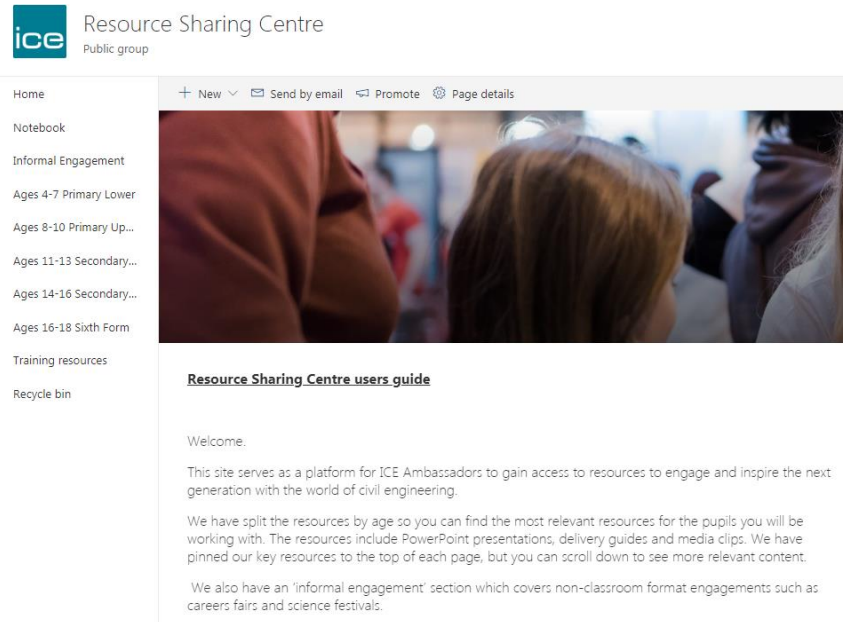 ice
Resource Sharing Centre
Public group
Home
Notebook
Informal Engagement
Ages 4-7 Primary Lower
Ages 8-10 Primary Up...
Ages 11-13 Secondary...
Ages 14-16 Secondary...
Ages 16-18 Sixth Form
Training resources
Recycle bin
New
Send by email
Promote
Page details
Resource Sharing Centre users guide
Welcome.
This site serves as a platform for ICE Ambassadors to gain access to resources to engage and inspire the next
generation with the world of civil engineering.
We have split the resources by age so you can find the most relevant resources for the pupils you will be
working with. The resources include PowerPoint presentations, delivery guides and media clips. We have
pinned our key resources to the top of each page, but you can scroll down to see more relevant content.
We also have an 'informal engagement' section which covers non-classroom format engagements such as
careers fairs and science festivals.